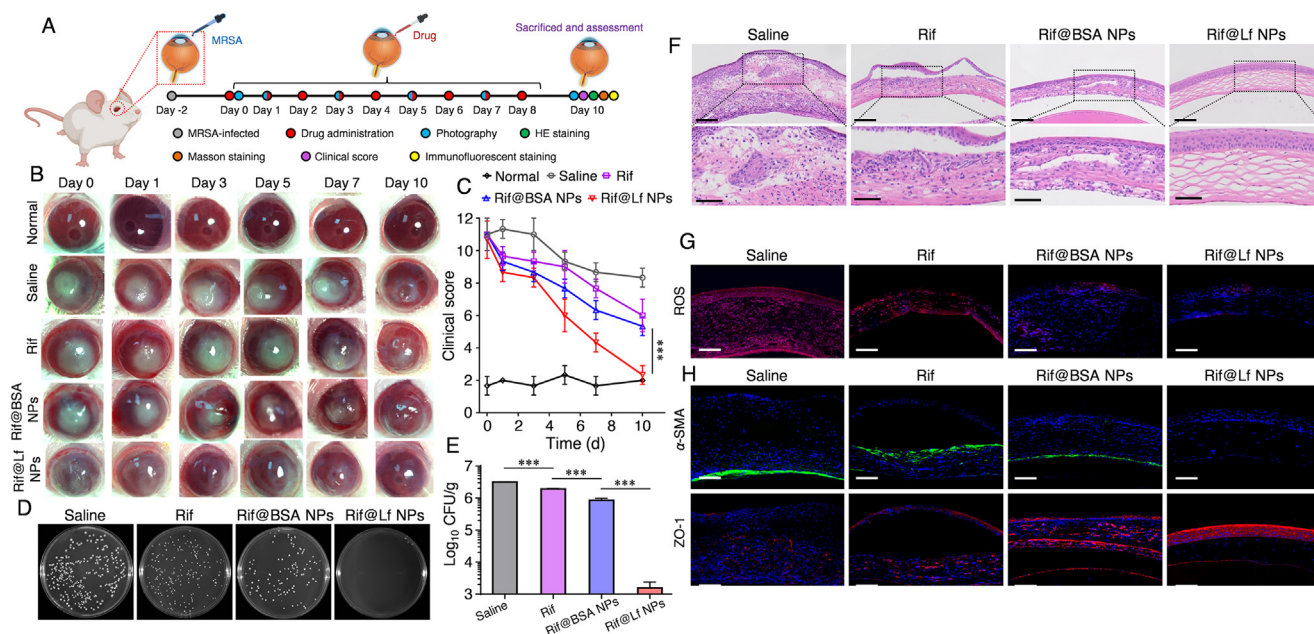 A
MRSA
Drug
Sacrificed and assessment
Day -2
Day 0
Day 1
Day 2
Day 3
Day 4
Day 5
Day 6
Day 7
Day 8
Day 10
MRSA-infected
Drug administration
Photography
HE staining
Masson staining
Clinical score
Immunofluorescent staining
B
Day 0
Day 1
Day 3
Day 5
Day 7
Day 10
Normal
Saline
Rif
Rif@BSA
NPs
Rif@Lf
NPs
C
Normal
Saline
Rif
Rif@BSA NPs
Rif@Lf NPs
Clinical score
14
12
10
8
6
4
2
0
***
0
2
4
6
8
10
Time (d)
D
Saline
Rif
Rif@BSA NPs
Rif@Lf NPs
E
Log₁₀ CFU/g
7
6
5
4
3
***
***
***
Saline
Rif
Rif@BSA NPs
Rif@Lf NPs
F
Saline
Rif
Rif@BSA NPs
Rif@Lf NPs
G
Saline
Rif
Rif@BSA NPs
Rif@Lf NPs
ROS
H
Saline
Rif
Rif@BSA NPs
Rif@Lf NPs
α-SMA
ZO-1